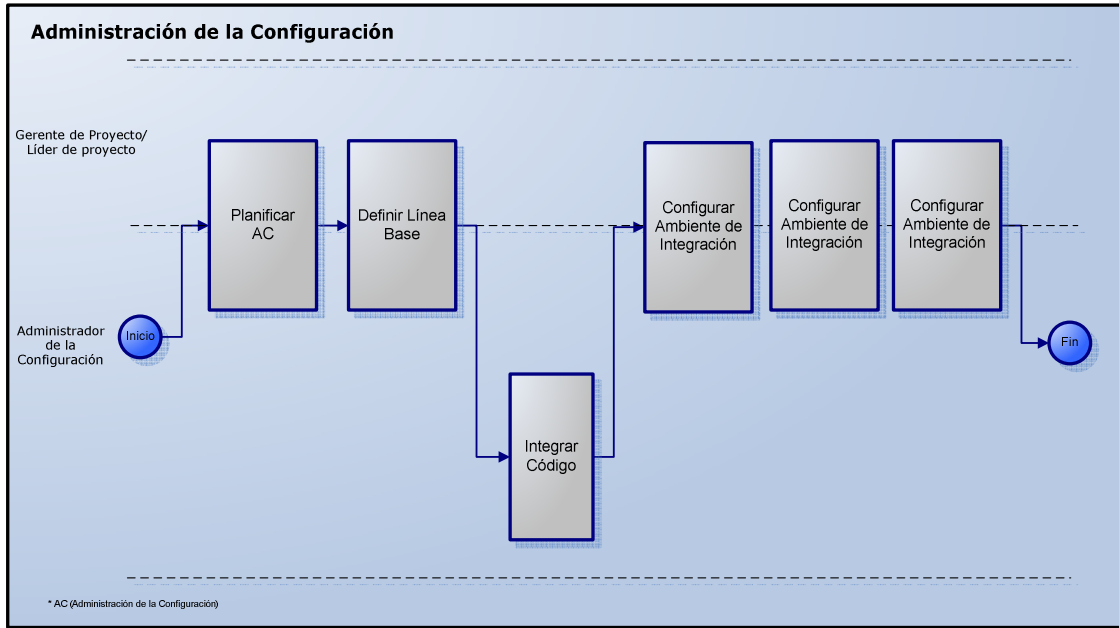 Administración de la Configuración
Gerente de Proyecto/
Líder de proyecto
Planificar
AC
Definir Línea
Base
Configurar
Ambiente de
Integración
Configurar
Ambiente de
Integración
Configurar
Ambiente de
Integración
Administrador
de la
Configuración
Inicio
Fin
Integrar
Código
* AC (Administración de la Configuración)